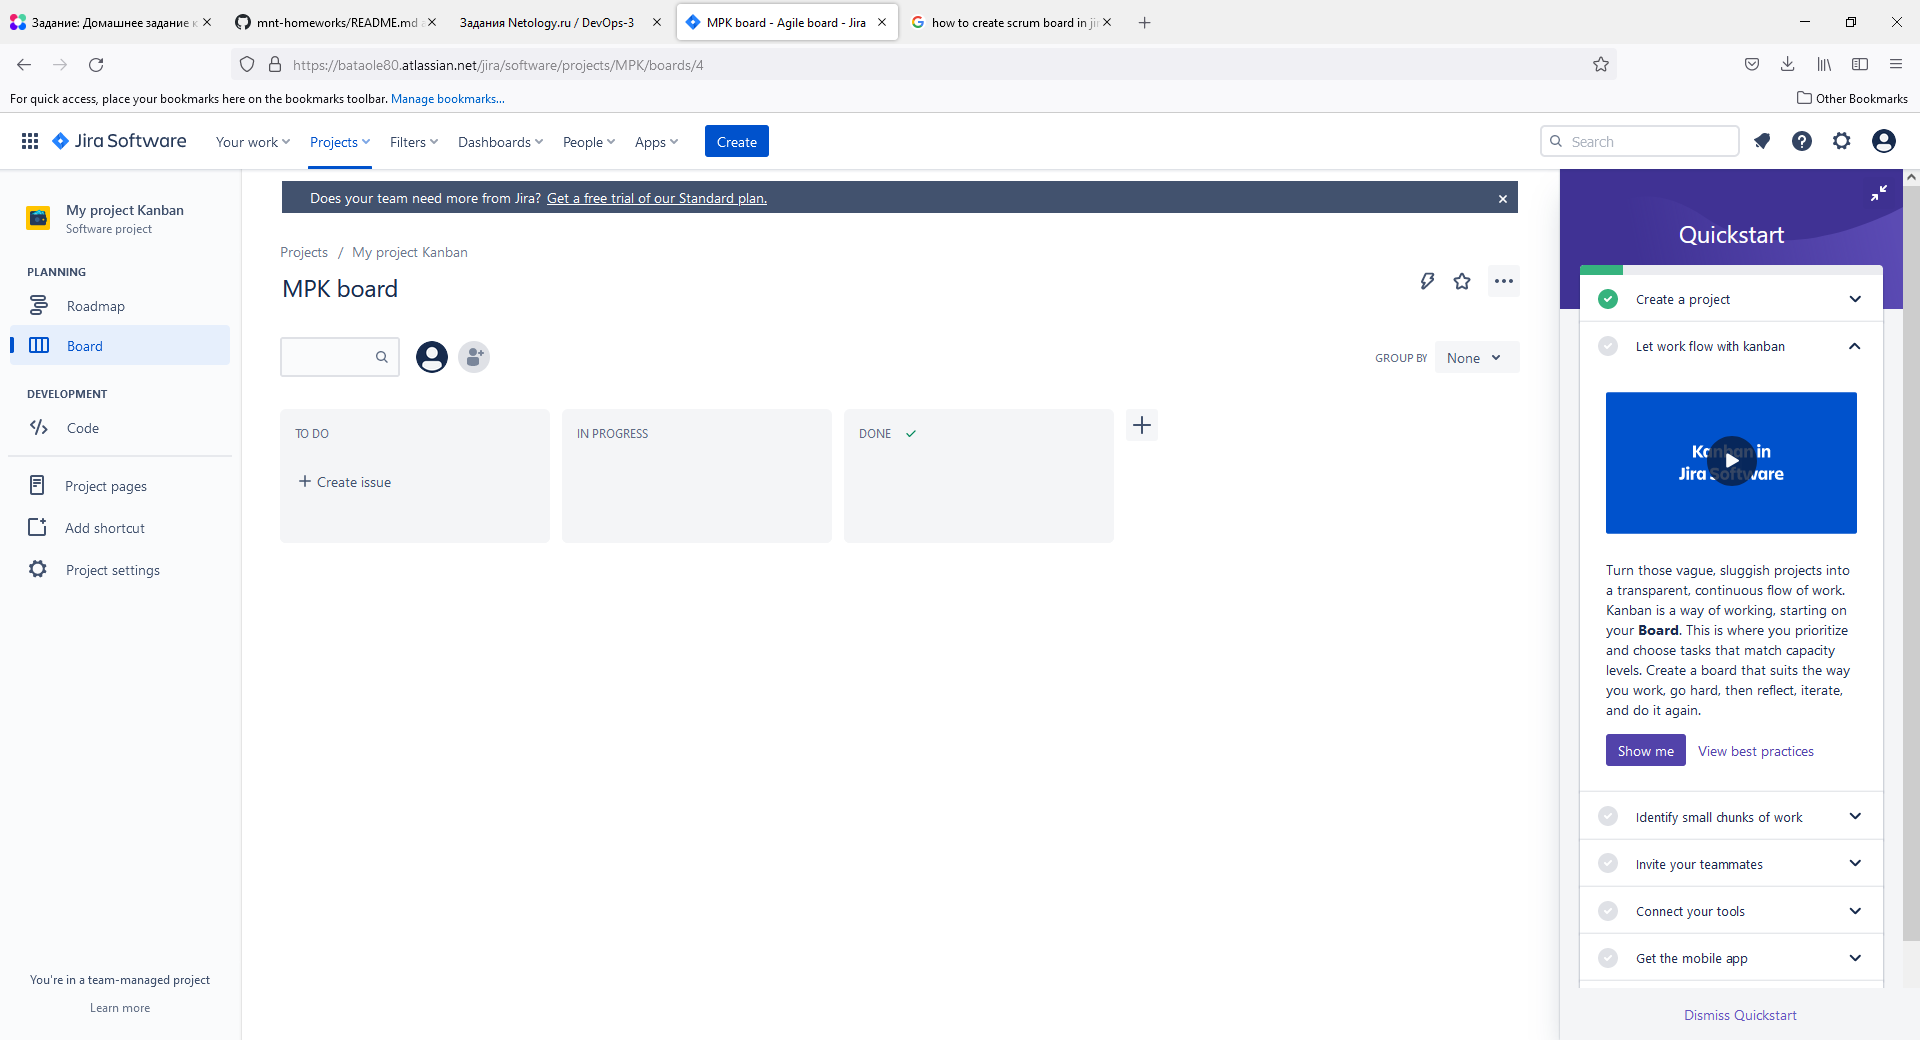 Задание: Домашнее задание к
mnt-homeworks/README.md
Задания Netology.ru / DevOps-3
MPK board - Agile board - Jira
how to create scrum board in jir
https://bataole80.atlassian.net/jira/software/projects/MPK/boards/4
For quick access, place your bookmarks here on the bookmarks toolbar. Manage bookmarks...
Other Bookmarks
Jira Software
Your work
Projects
Filters
Dashboards
People
Apps
Create
Search
My project Kanban
Software project
PLANNING
Roadmap
Board
DEVELOPMENT
Code
Project pages
Add shortcut
Project settings
You're in a team-managed project
Learn more
Does your team need more from Jira? Get a free trial of our Standard plan.
Projects / My project Kanban
MPK board
GROUP BY
None
TO DO
Create issue
IN PROGRESS
DONE
Quickstart
Create a project
Let work flow with kanban
Kanban in
Jira Software
Turn those vague, sluggish projects into
a transparent, continuous flow of work.
Kanban is a way of working, starting on
your Board. This is where you prioritize
and choose tasks that match capacity
levels. Create a board that suits the way
you work, go hard, then reflect, iterate,
and do it again.
Show me
View best practices
Identify small chunks of work
Invite your teammates
Connect your tools
Get the mobile app
Dismiss Quickstart